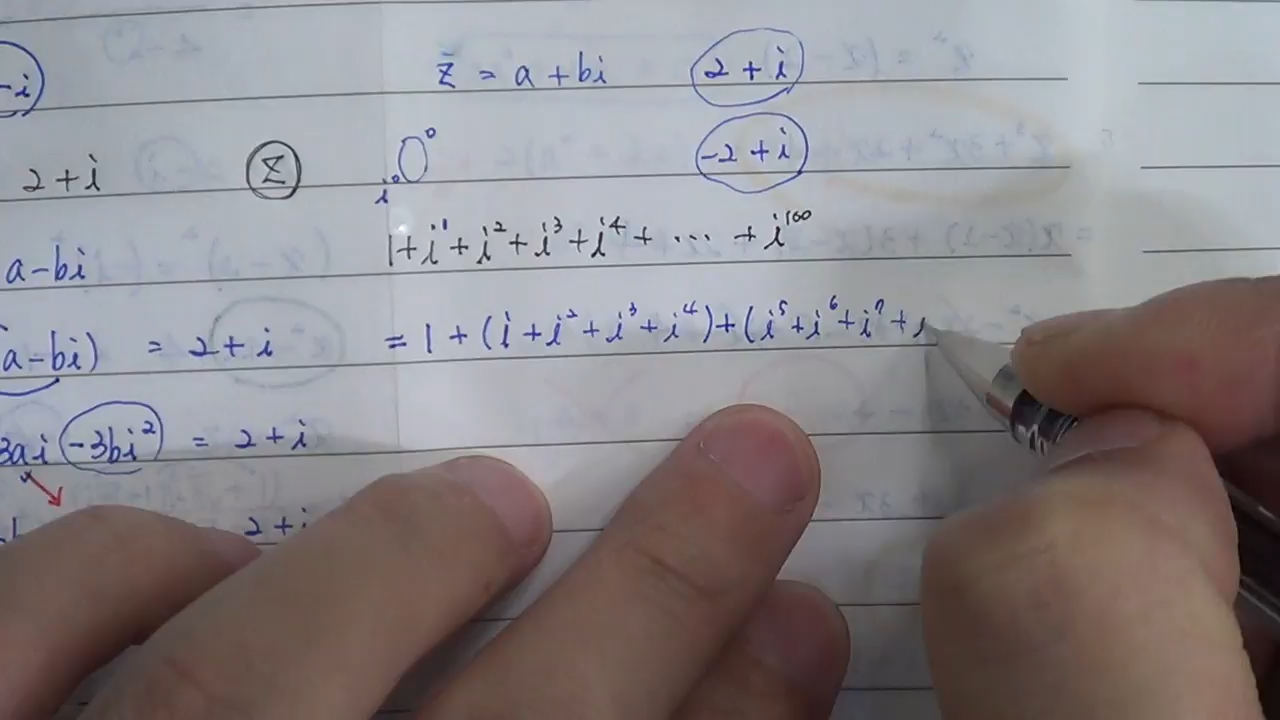 -i
z̄ = a + bi
2 + i
2 + i
z
-2 + i
a - bi
1 + i¹ + i² + i³ + i⁴ + ... + i¹⁰⁰
a - bi) = 2 + i
= 1 + (i + i² + i³ + i⁴) + (i⁵ + i⁶ + i⁷ + i
3ai - 3bi² = 2 + i
2 + i